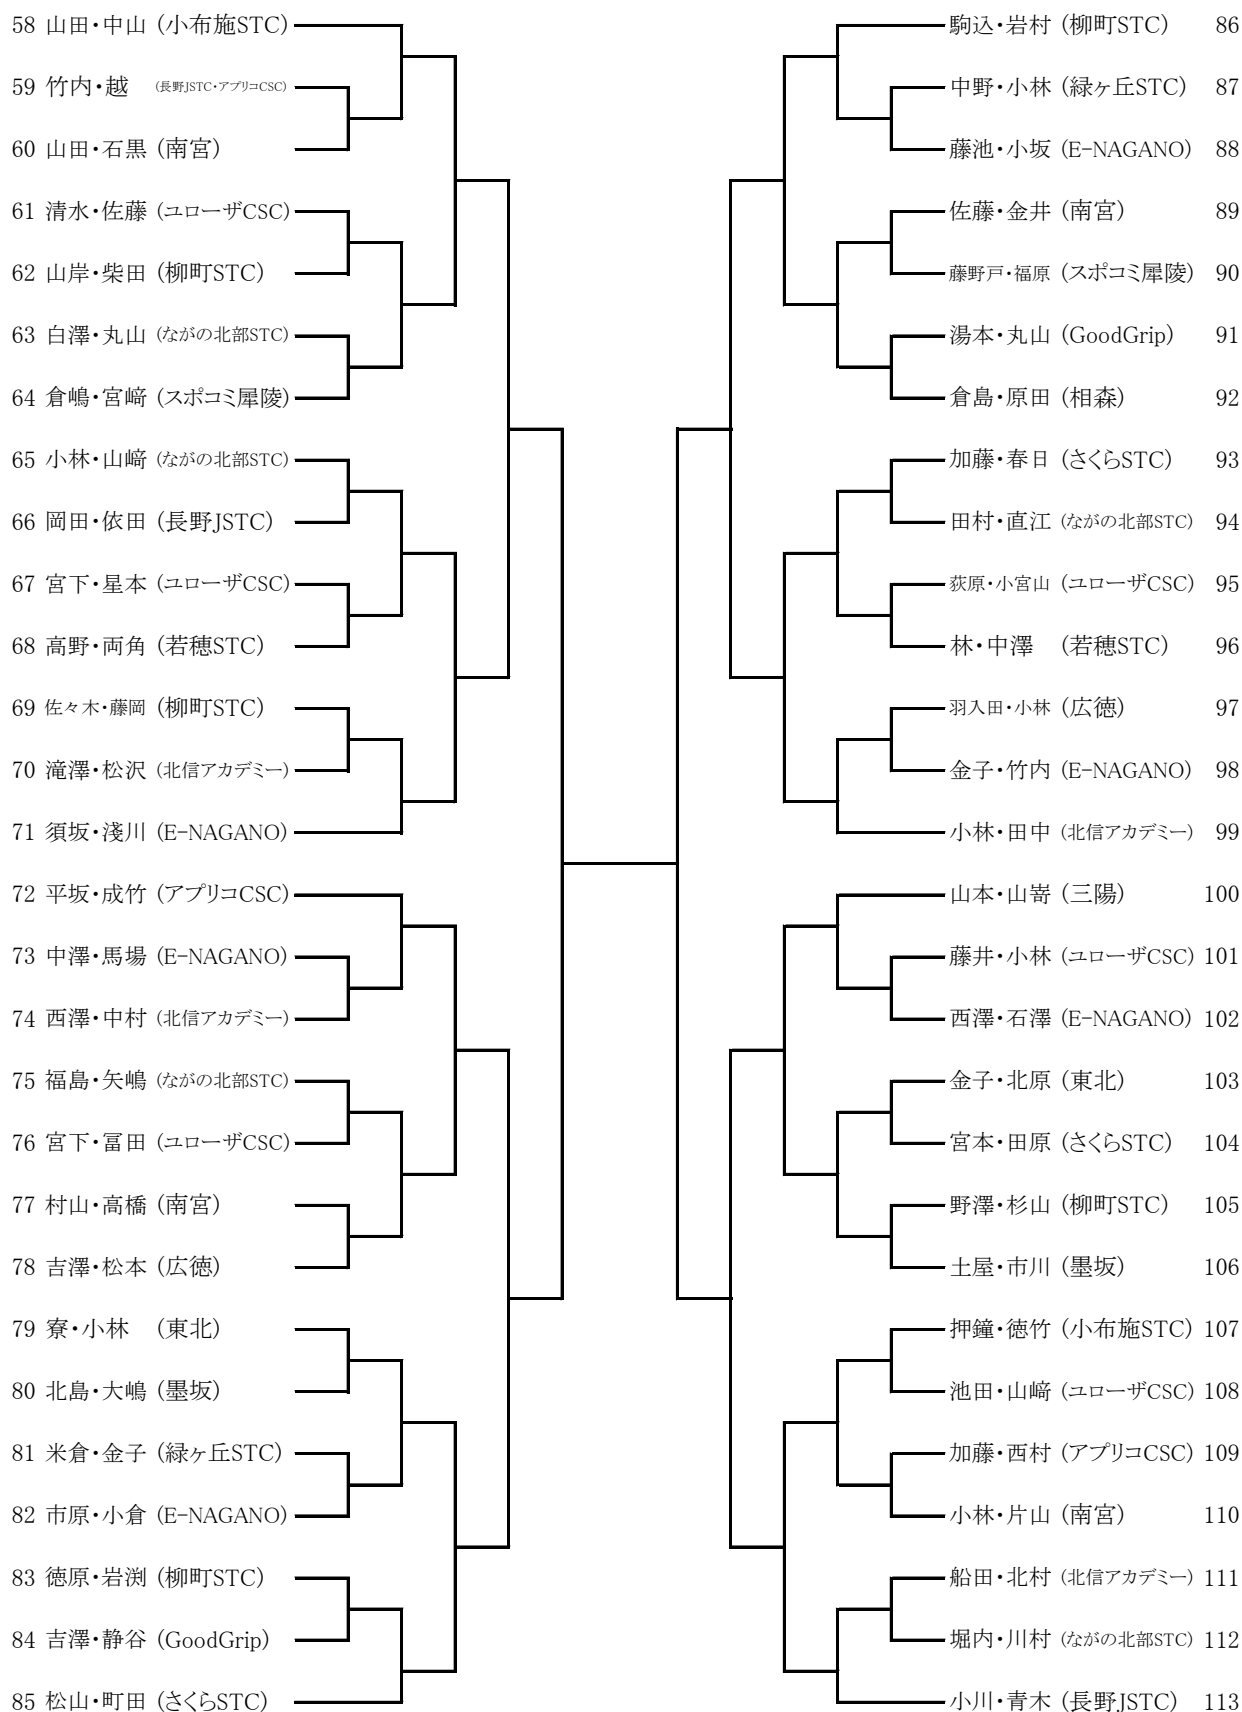 58 山田・中山 (小布施STC)
59 竹内・越 (長野JSTC・アプリコCSC)
60 山田・石黒 (南宮)
61 清水・佐藤 (ユローザCSC)
62 山岸・柴田 (柳町STC)
63 白澤・丸山 (ながの北部STC)
64 倉嶋・宮﨑 (スポコミ犀陵)
65 小林・山﨑 (ながの北部STC)
66 岡田・依田 (長野JSTC)
67 宮下・星本 (ユローザCSC)
68 高野・両角 (若穂STC)
69 佐々木・藤岡 (柳町STC)
70 滝澤・松沢 (北信アカデミー)
71 須坂・淺川 (E-NAGANO)
72 平坂・成竹 (アプリコCSC)
73 中澤・馬場 (E-NAGANO)
74 西澤・中村 (北信アカデミー)
75 福島・矢嶋 (ながの北部STC)
76 宮下・冨田 (ユローザCSC)
77 村山・高橋 (南宮)
78 吉澤・松本 (広徳)
79 寮・小林 (東北)
80 北島・大嶋 (墨坂)
81 米倉・金子 (緑ヶ丘STC)
82 市原・小倉 (E-NAGANO)
83 徳原・岩渕 (柳町STC)
84 吉澤・静谷 (GoodGrip)
85 松山・町田 (さくらSTC)
駒込・岩村 (柳町STC) 86
中野・小林 (緑ヶ丘STC) 87
藤池・小坂 (E-NAGANO) 88
佐藤・金井 (南宮) 89
藤野戸・福原 (スポコミ犀陵) 90
湯本・丸山 (GoodGrip) 91
倉島・原田 (相森) 92
加藤・春日 (さくらSTC) 93
田村・直江 (ながの北部STC) 94
荻原・小宮山 (ユローザCSC) 95
林・中澤 (若穂STC) 96
羽入田・小林 (広徳) 97
金子・竹内 (E-NAGANO) 98
小林・田中 (北信アカデミー) 99
山本・山嵜 (三陽) 100
藤井・小林 (ユローザCSC) 101
西澤・石澤 (E-NAGANO) 102
金子・北原 (東北) 103
宮本・田原 (さくらSTC) 104
野澤・杉山 (柳町STC) 105
土屋・市川 (墨坂) 106
押鐘・徳竹 (小布施STC) 107
池田・山﨑 (ユローザCSC) 108
加藤・西村 (アプリコCSC) 109
小林・片山 (南宮) 110
船田・北村 (北信アカデミー) 111
堀内・川村 (ながの北部STC) 112
小川・青木 (長野JSTC) 113